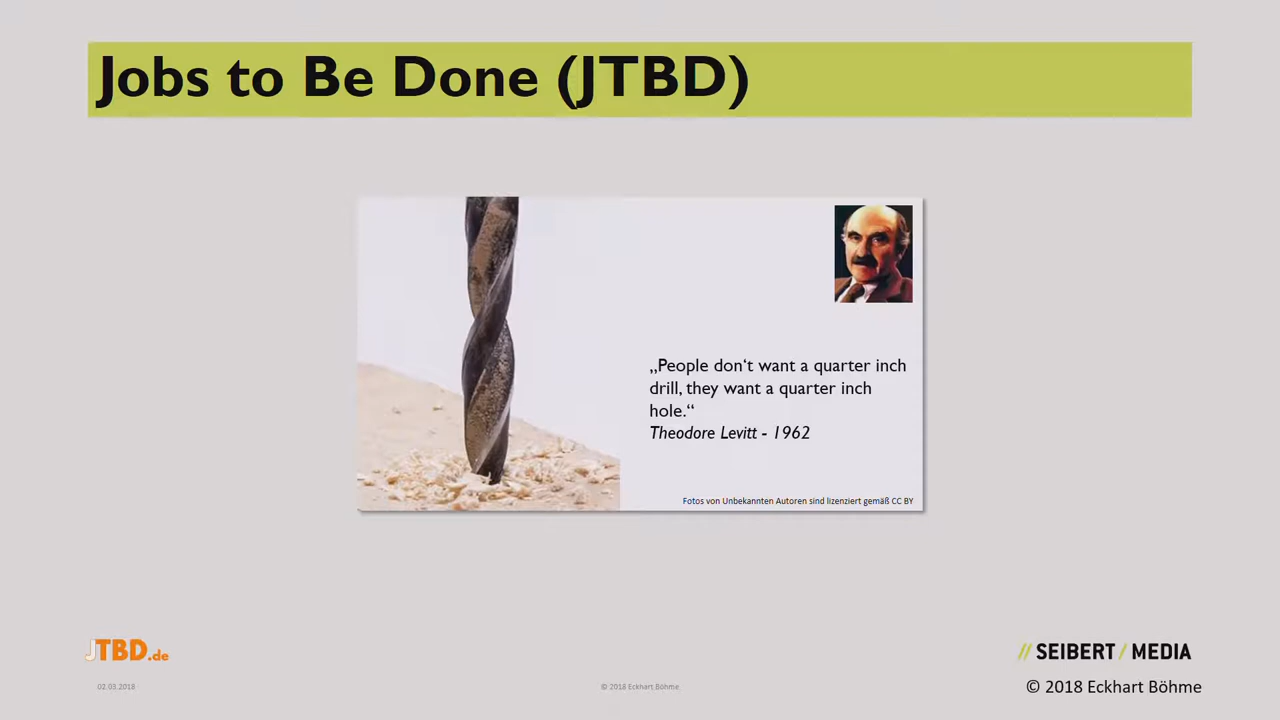 Jobs to Be Done (JTBD)
„People don‘t want a quarter inch
drill, they want a quarter inch
hole.“
Theodore Levitt - 1962
Fotos von Unbekannten Autoren sind lizenziert gemäß CC BY
JTBD.de
// SEIBERT / MEDIA
02.03.2018
© 2018 Eckhart Böhme
© 2018 Eckhart Böhme